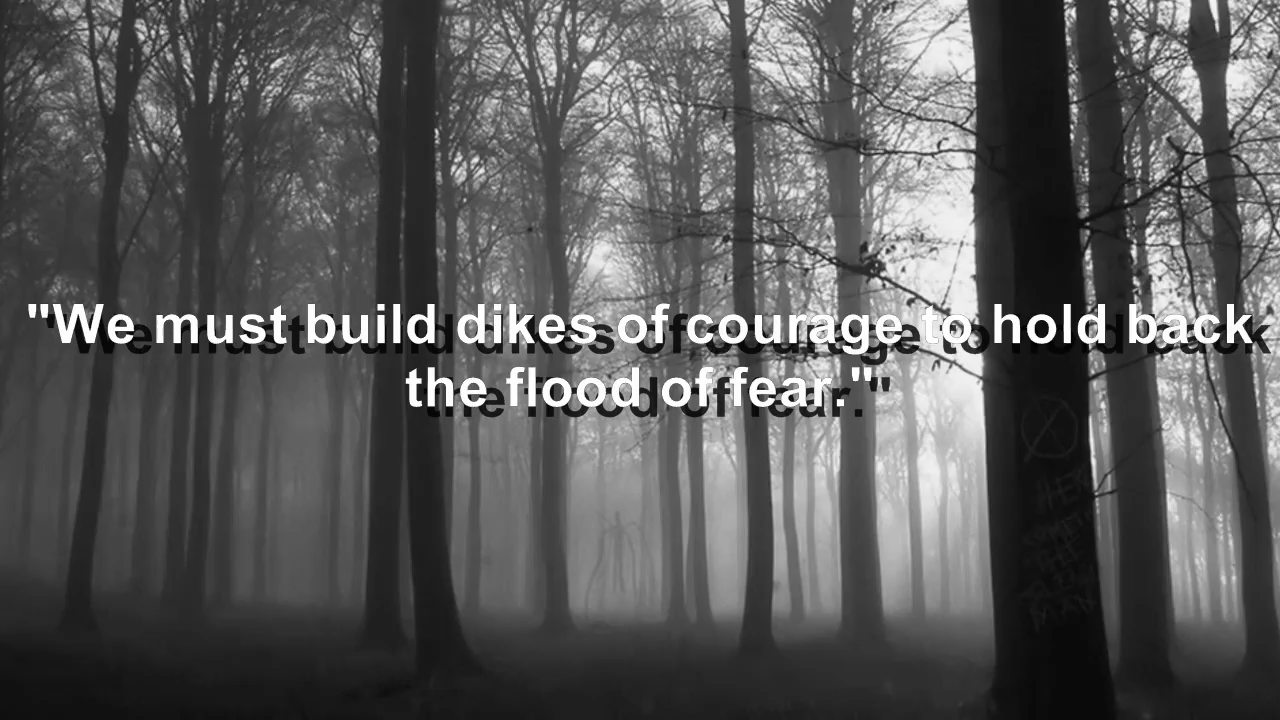 "We must build dikes of courage to hold back
the flood of fear."